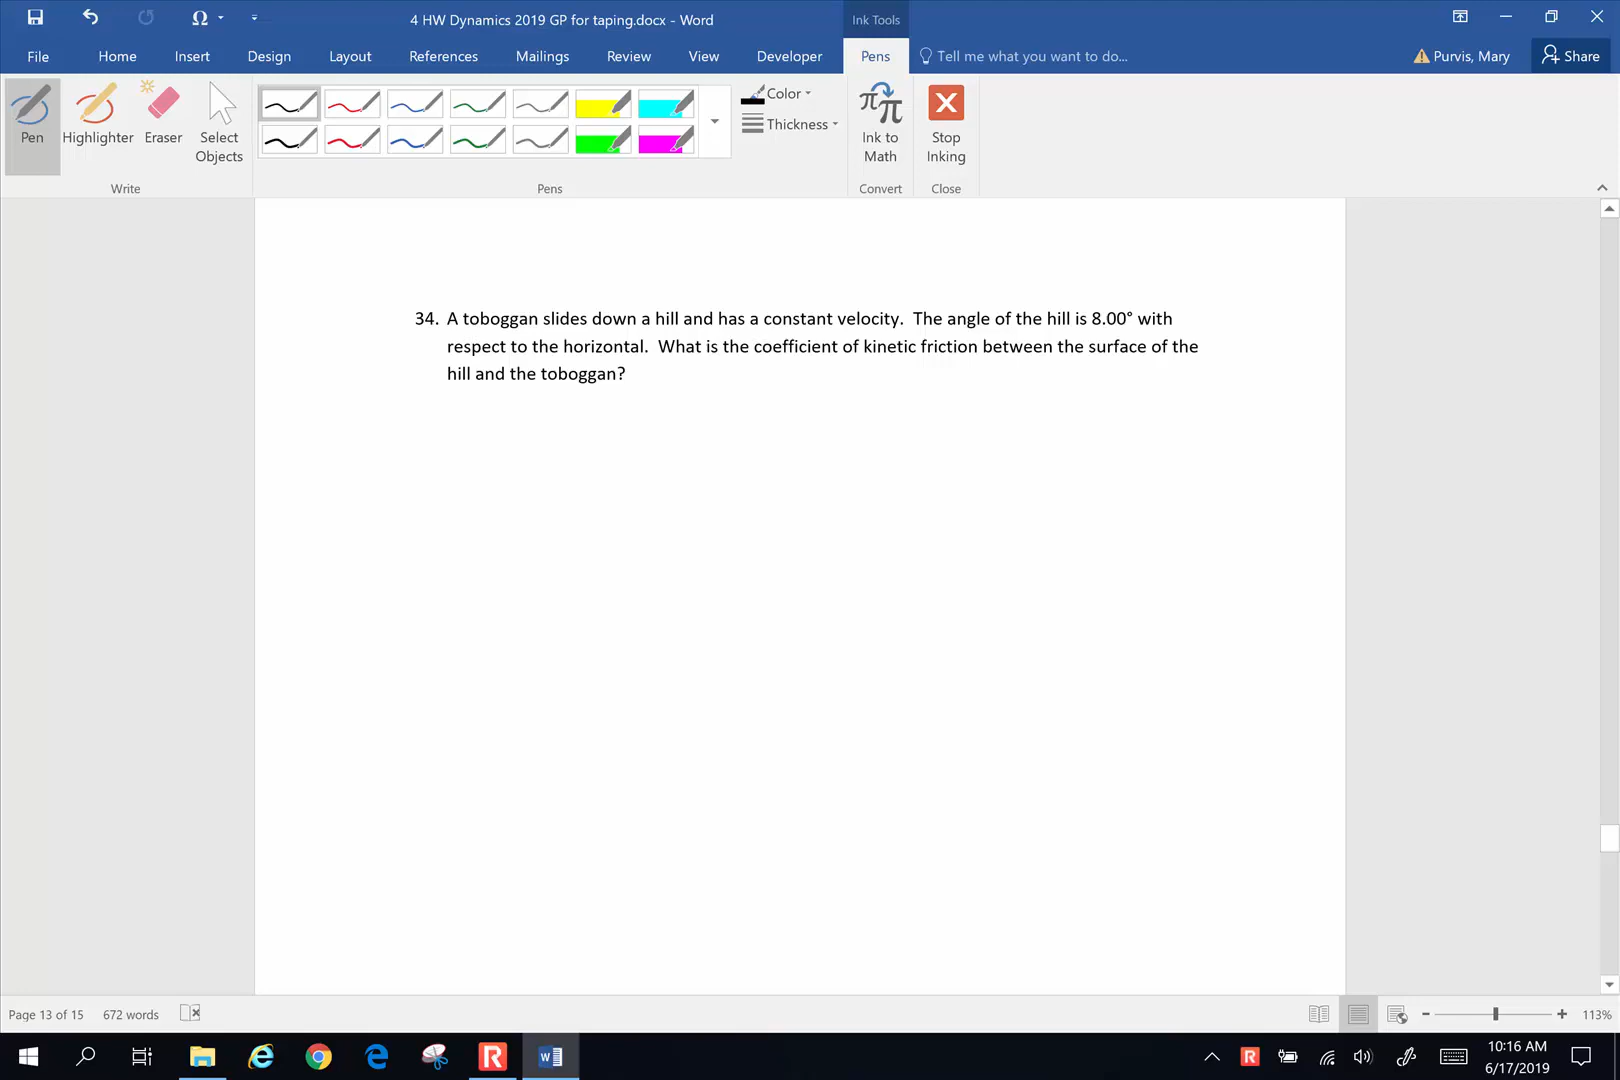 4 HW Dynamics 2019 GP for taping.docx - Word
Ink Tools
File Home Insert Design Layout References Mailings Review View Developer Pens Tell me what you want to do... Purvis, Mary Share
Pen Highlighter Eraser Select Objects
Color
Thickness
Ink to Math
Stop Inking
Write Pens Convert Close
34. A toboggan slides down a hill and has a constant velocity. The angle of the hill is 8.00° with
respect to the horizontal. What is the coefficient of kinetic friction between the surface of the
hill and the toboggan?
Page 13 of 15 672 words 113%
10:16 AM
6/17/2019